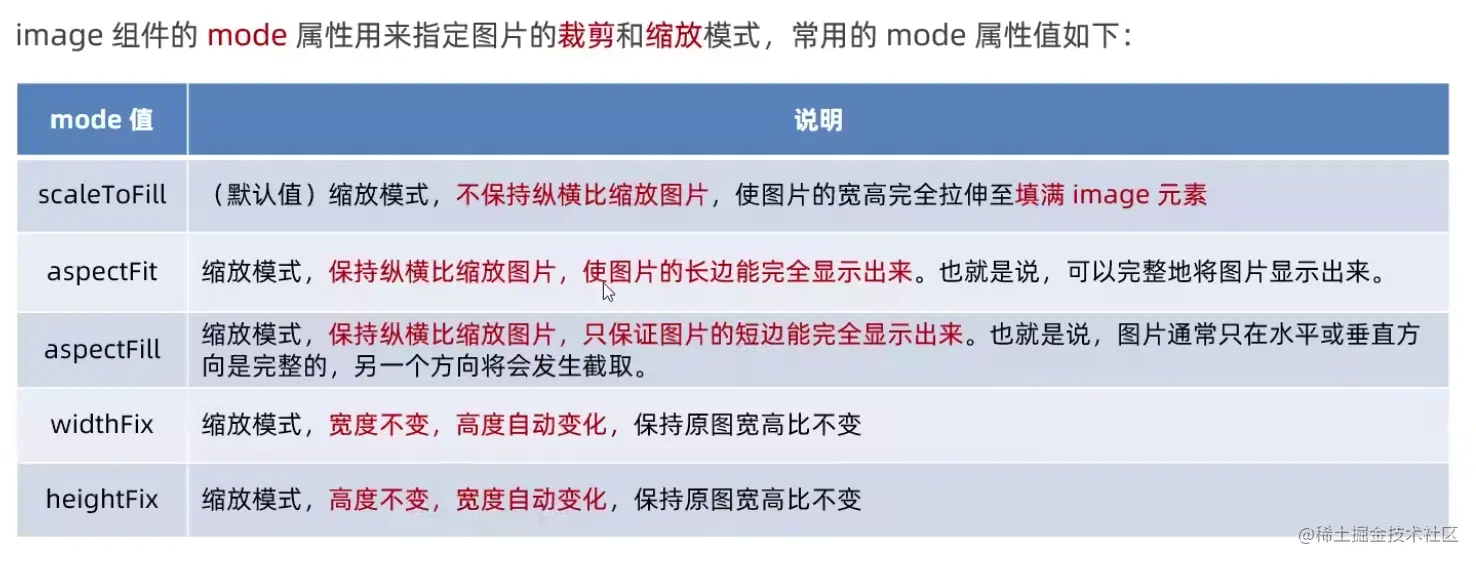 image 组件的 mode 属性用来指定图片的裁剪和缩放模式，常用的 mode 属性值如下：
mode 值 说明
scaleToFill （默认值）缩放模式，不保持纵横比缩放图片，使图片的宽高完全拉伸至填满 image 元素
aspectFit 缩放模式，保持纵横比缩放图片，使图片的长边能完全显示出来。也就是说，可以完整地将图片显示出来。
aspectFill 缩放模式，保持纵横比缩放图片，只保证图片的短边能完全显示出来。也就是说，图片通常只在水平或垂直方
向是完整的，另一个方向将会发生截取。
widthFix 缩放模式，宽度不变，高度自动变化，保持原图宽高比不变
heightFix 缩放模式，高度不变，宽度自动变化，保持原图宽高比不变
@稀土掘金技术社区